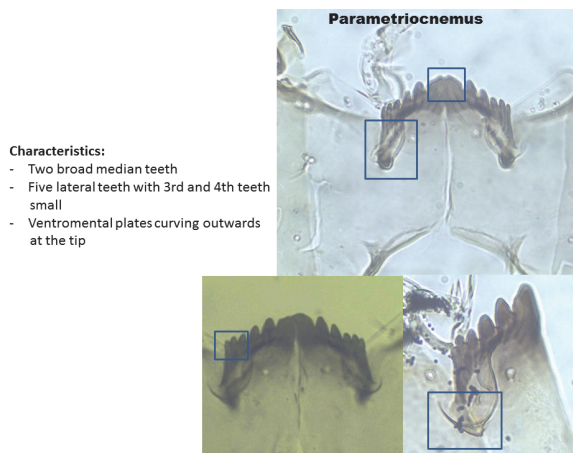 Parametriocnemus
Characteristics:
- Two broad median teeth
- Five lateral teeth with 3rd and 4th teeth
small
- Ventromental plates curving outwards
at the tip